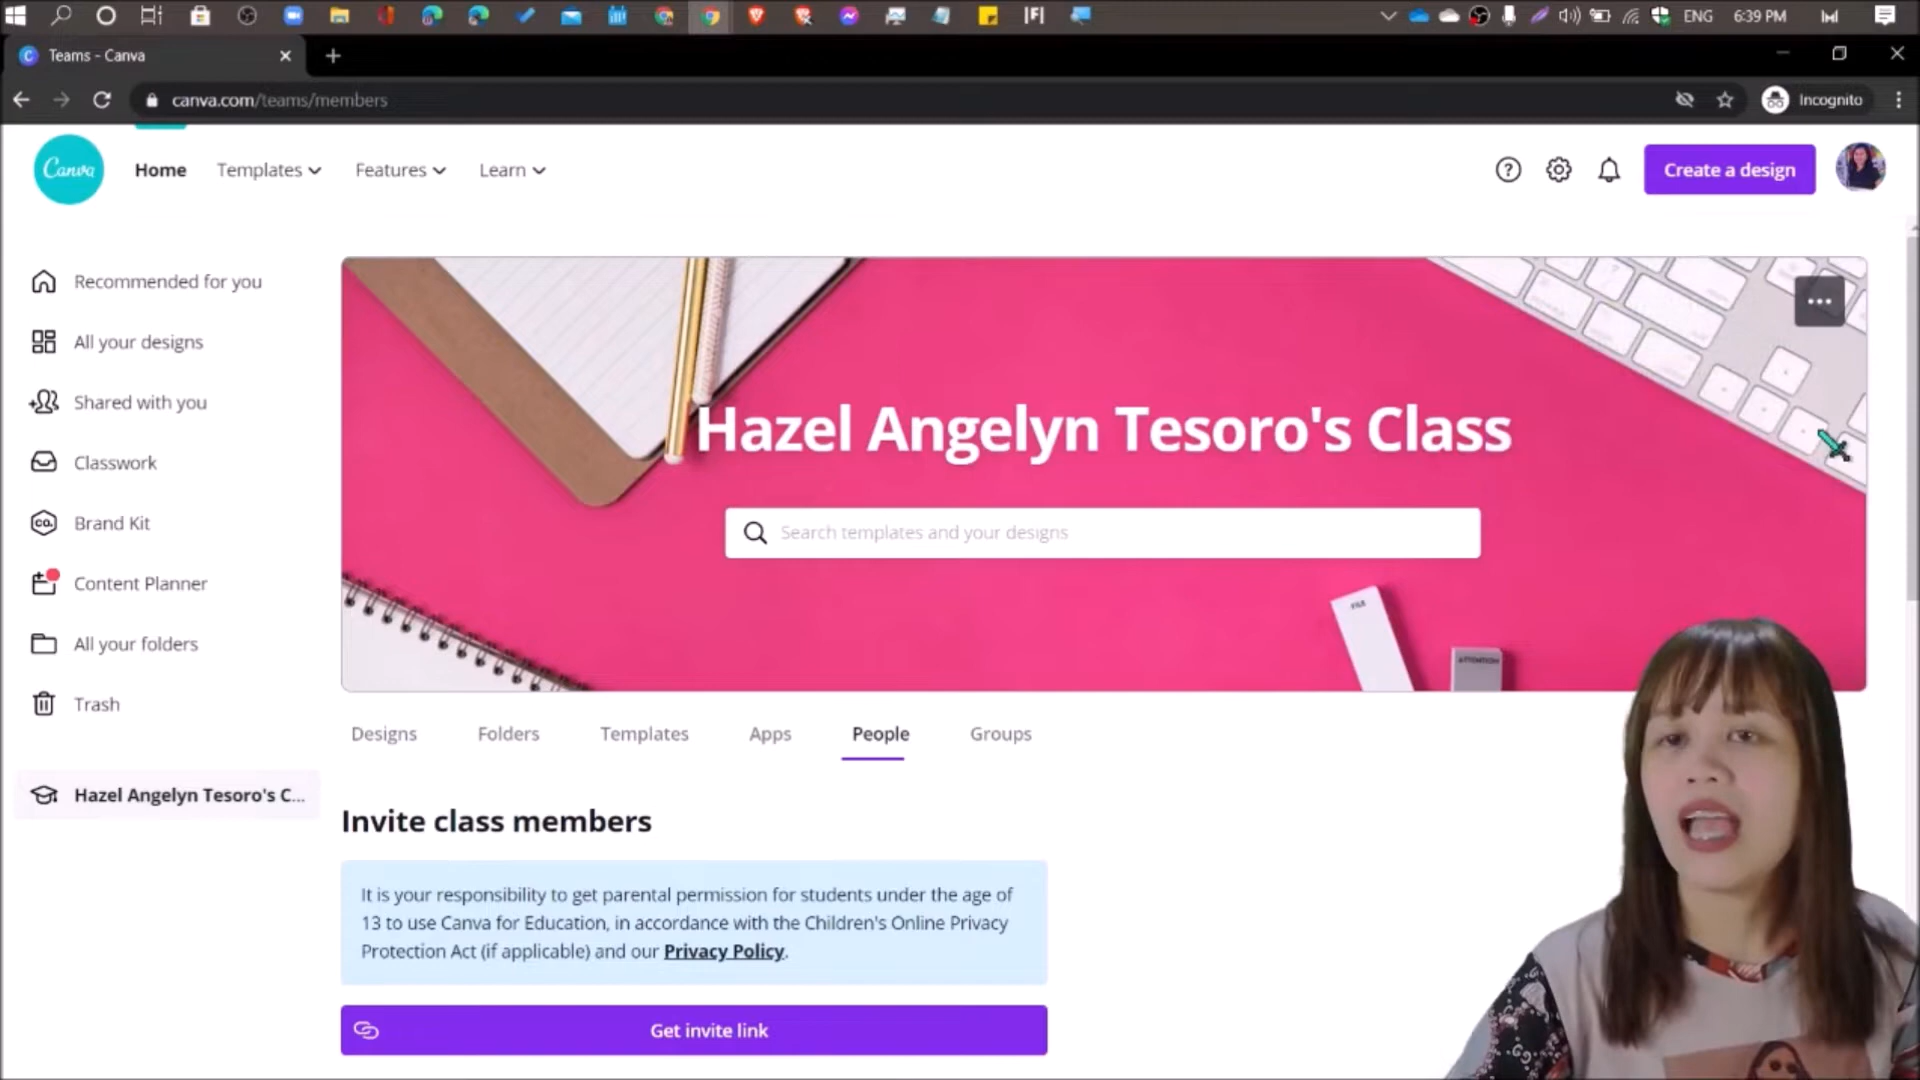 ENG 6:39 PM
Teams - Canva
canva.com/teams/members
Incognito
Canva
Home Templates Features Learn
Create a design
Recommended for you
All your designs
Shared with you
Classwork
CO. Brand Kit
Content Planner
All your folders
Trash
Hazel Angelyn Tesoro's C...
Hazel Angelyn Tesoro's Class
Search templates and your designs
FILE
ATTENTION
Designs Folders Templates Apps People Groups
Invite class members
It is your responsibility to get parental permission for students under the age of
13 to use Canva for Education, in accordance with the Children's Online Privacy
Protection Act (if applicable) and our Privacy Policy.
Get invite link